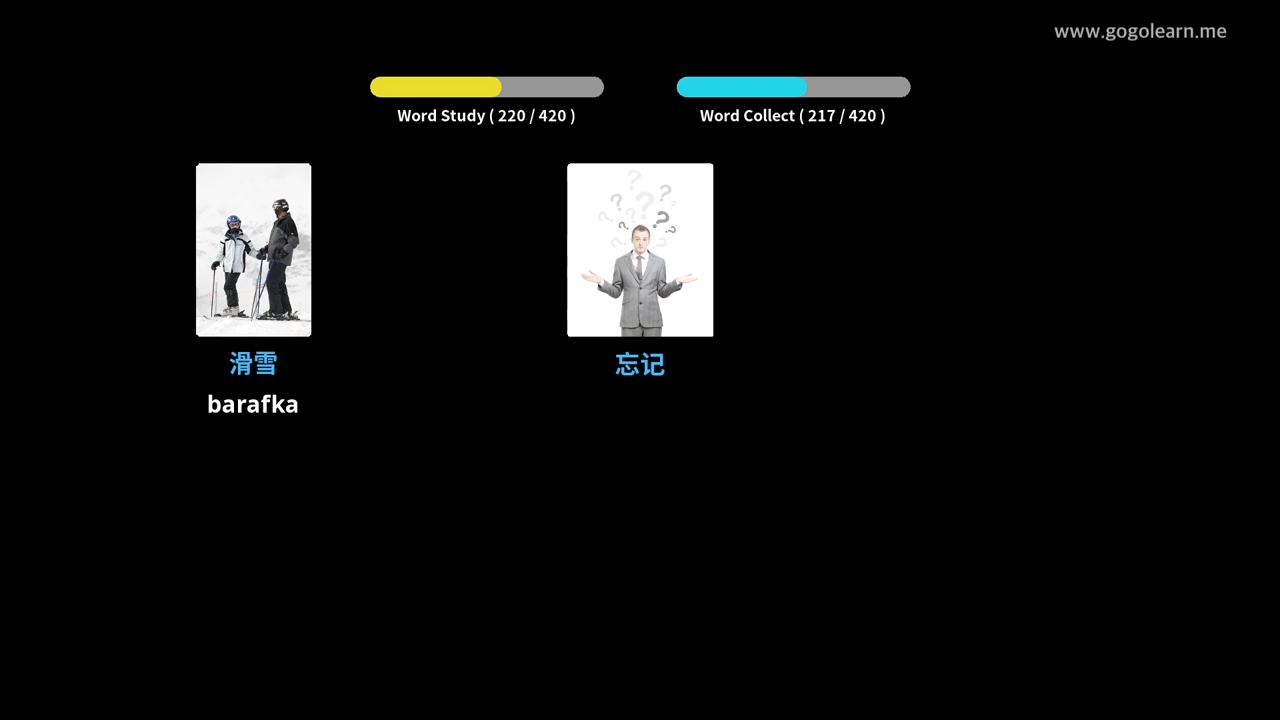 www.gogolearn.me
Word Study ( 220 / 420 )
Word Collect ( 217 / 420 )
滑雪
忘记
barafka